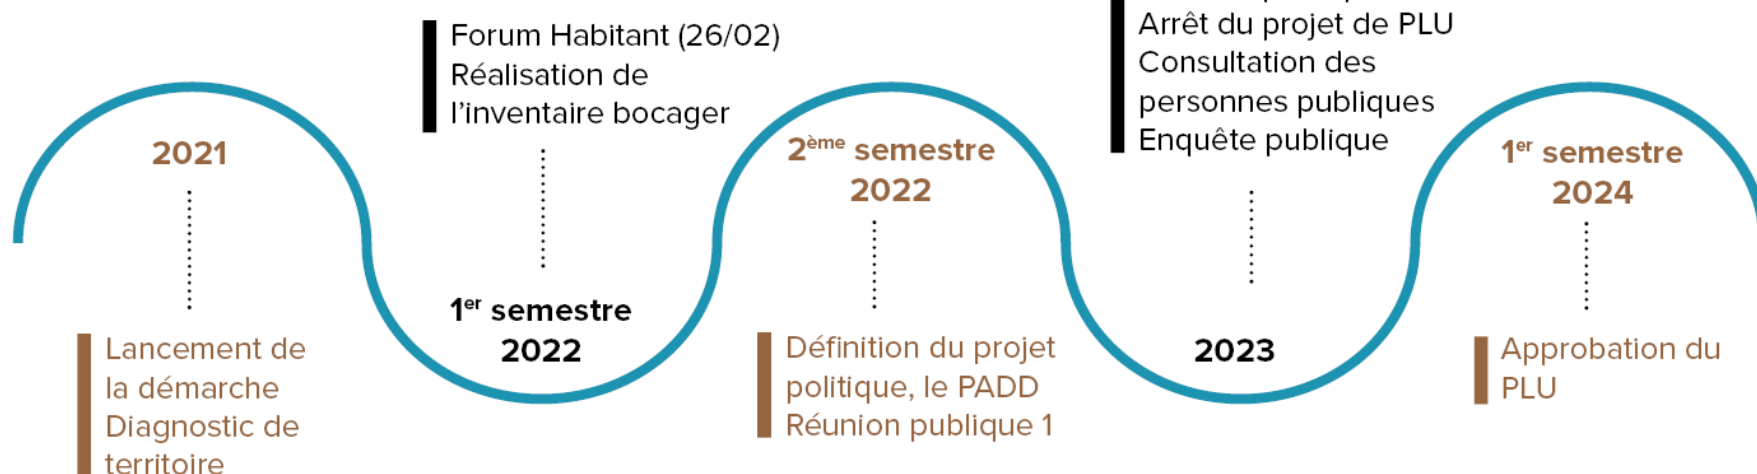 2021
Lancement de
la démarche
Diagnostic de
territoire
Forum Habitant (26/02)
Réalisation de
l’inventaire bocager
1er semestre
2022
2ème semestre
2022
Définition du projet
politique, le PADD
Réunion publique 1
Arrêt du projet de PLU
Consultation des
personnes publiques
Enquête publique
2023
1er semestre
2024
Approbation du
PLU